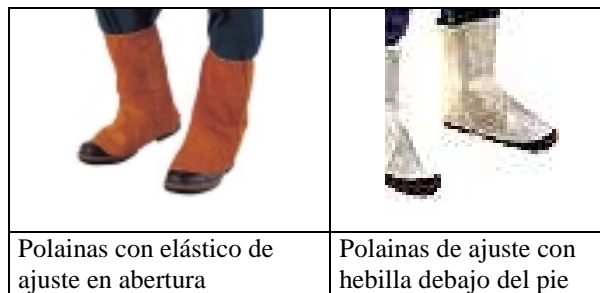 Polainas con elástico de
ajuste en abertura
Polainas de ajuste con
hebilla debajo del pie